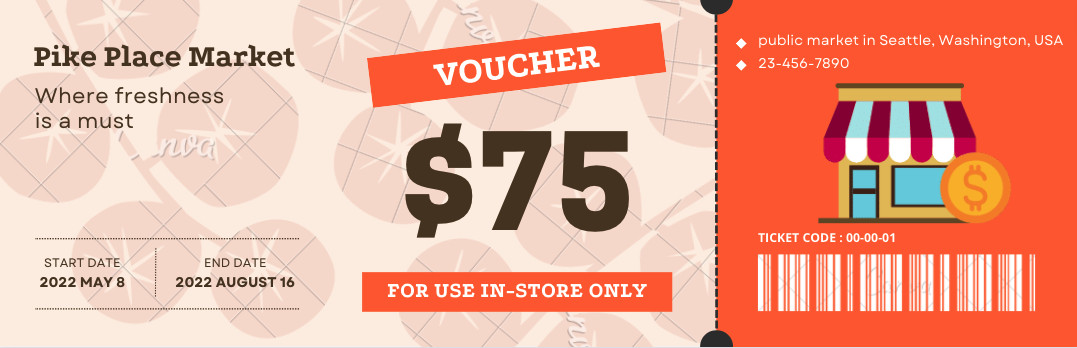 Pike Place Market
Where freshness
is a must
START DATE
2022 MAY 8
END DATE
2022 AUGUST 16
VOUCHER
$75
FOR USE IN-STORE ONLY
public market in Seattle, Washington, USA
23-456-7890
$
TICKET CODE : 00-00-01